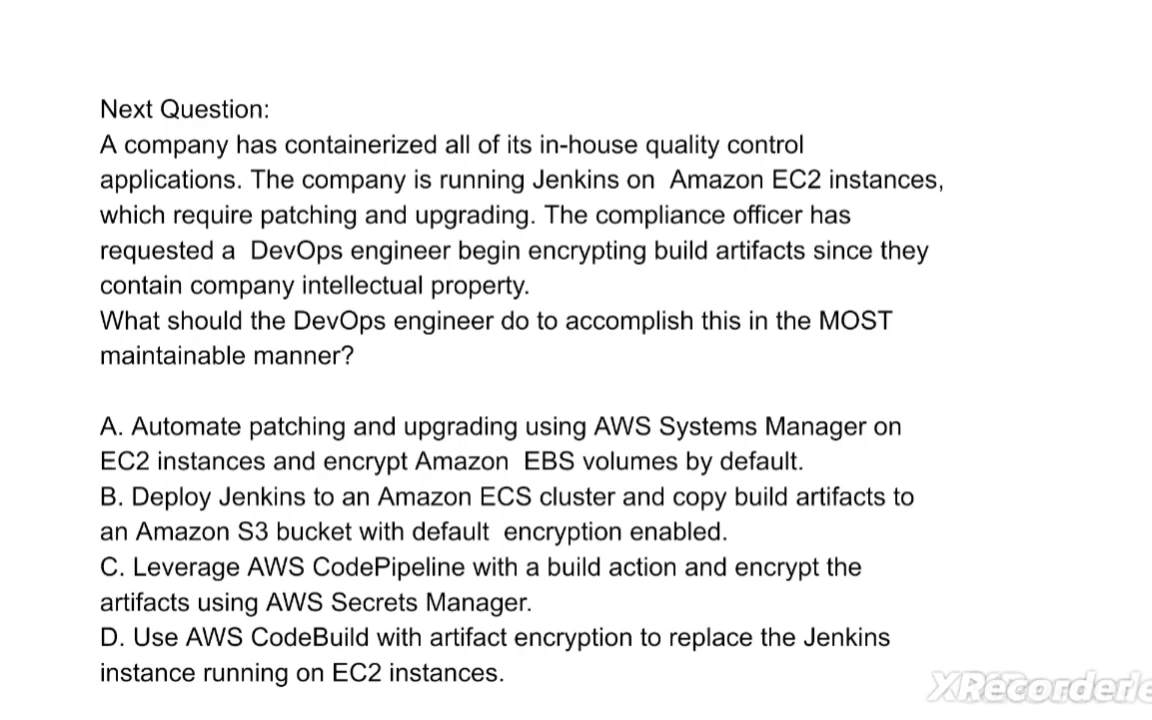 Next Question:
A company has containerized all of its in-house quality control
applications. The company is running Jenkins on  Amazon EC2 instances,
which require patching and upgrading. The compliance officer has
requested a  DevOps engineer begin encrypting build artifacts since they
contain company intellectual property.
What should the DevOps engineer do to accomplish this in the MOST
maintainable manner?
A. Automate patching and upgrading using AWS Systems Manager on
EC2 instances and encrypt Amazon  EBS volumes by default.
B. Deploy Jenkins to an Amazon ECS cluster and copy build artifacts to
an Amazon S3 bucket with default  encryption enabled.
C. Leverage AWS CodePipeline with a build action and encrypt the
artifacts using AWS Secrets Manager.
D. Use AWS CodeBuild with artifact encryption to replace the Jenkins
instance running on EC2 instances.